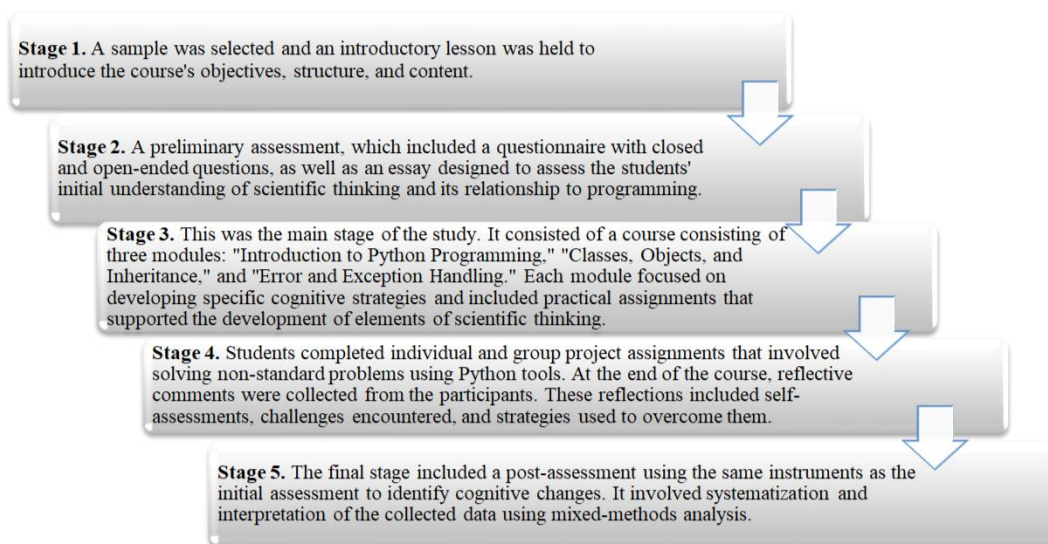 Stage 1. A sample was selected and an introductory lesson was held to
introduce the course's objectives, structure, and content.
Stage 2. A preliminary assessment, which included a questionnaire with closed
and open-ended questions, as well as an essay designed to assess the students'
initial understanding of scientific thinking and its relationship to programming.
Stage 3. This was the main stage of the study. It consisted of a course consisting of
three modules: "Introduction to Python Programming," "Classes, Objects, and
Inheritance," and "Error and Exception Handling." Each module focused on
developing specific cognitive strategies and included practical assignments that
supported the development of elements of scientific thinking.
Stage 4. Students completed individual and group project assignments that involved
solving non-standard problems using Python tools. At the end of the course, reflective
comments were collected from the participants. These reflections included self-
assessments, challenges encountered, and strategies used to overcome them.
Stage 5. The final stage included a post-assessment using the same instruments as the
initial assessment to identify cognitive changes. It involved systematization and
interpretation of the collected data using mixed-methods analysis.